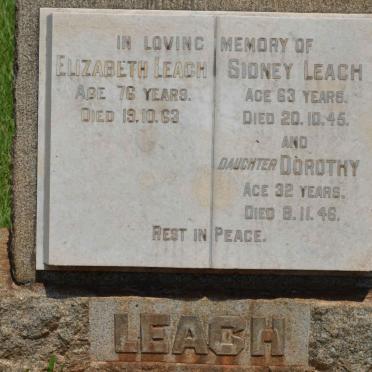 IN LOVING MEMORY OF
ELIZABETH LEACH
AGE 76 YEARS.
DIED 19.10.63
SIDNEY LEACH
AGE 63 YEARS.
DIED 20.10.45.
AND
DAUGHTER DOROTHY
AGE 32 YEARS.
DIED 8.11.46.
REST IN PEACE.
LEACH